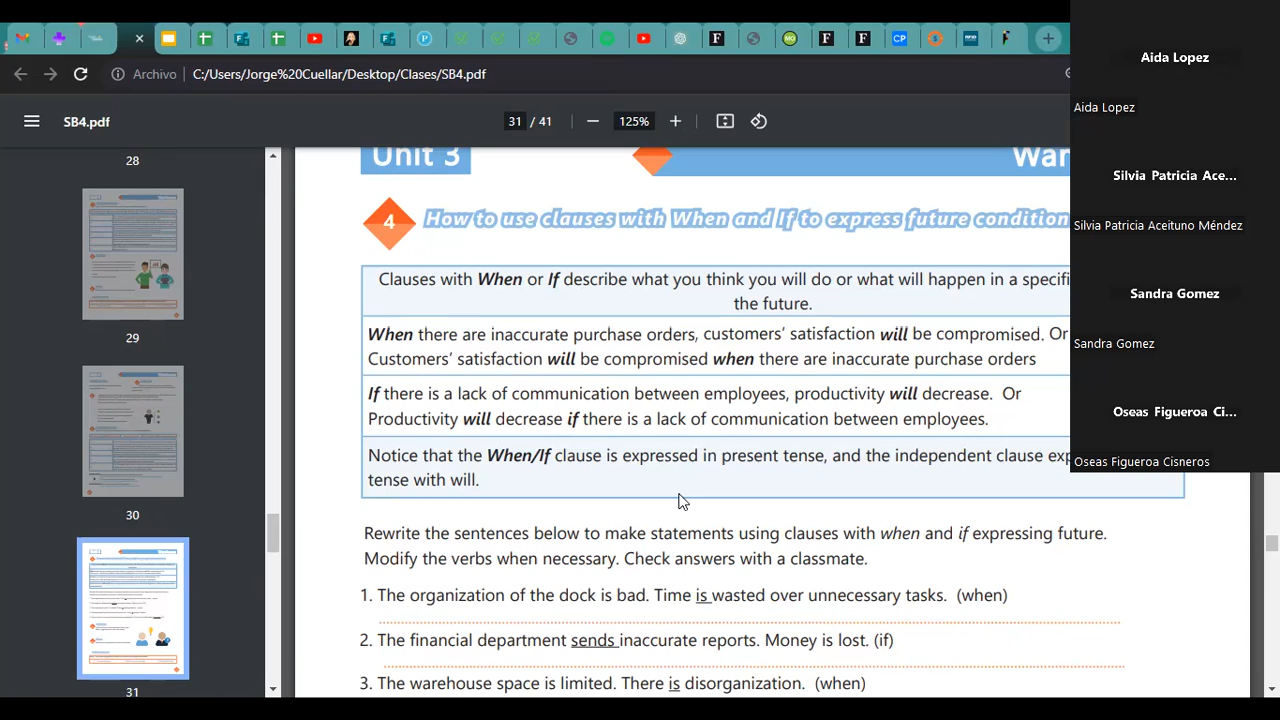 Archivo
C:/Users/Jorge%20Cuellar/Desktop/Clases/SB4.pdf
SB4.pdf
31 / 41
125%
28
29
30
31
Unit 3
War
4
How to use clauses with When and If to express future condition
Clauses with When or If describe what you think you will do or what will happen in a specifi
the future.
When there are inaccurate purchase orders, customers' satisfaction will be compromised. Or
Customers' satisfaction will be compromised when there are inaccurate purchase orders
If there is a lack of communication between employees, productivity will decrease. Or
Productivity will decrease if there is a lack of communication between employees.
Notice that the When/If clause is expressed in present tense, and the independent clause exp
tense with will.
Rewrite the sentences below to make statements using clauses with when and if expressing future.
Modify the verbs when necessary. Check answers with a classmate.
1. The organization of the dock is bad. Time is wasted over unnecessary tasks. (when)
2. The financial department sends inaccurate reports. Money is lost. (if)
3. The warehouse space is limited. There is disorganization. (when)
Aida Lopez
Aida Lopez
Silvia Patricia Ace...
Silvia Patricia Aceituno Méndez
Sandra Gomez
Sandra Gomez
Oseas Figueroa Ci...
Oseas Figueroa Cisneros